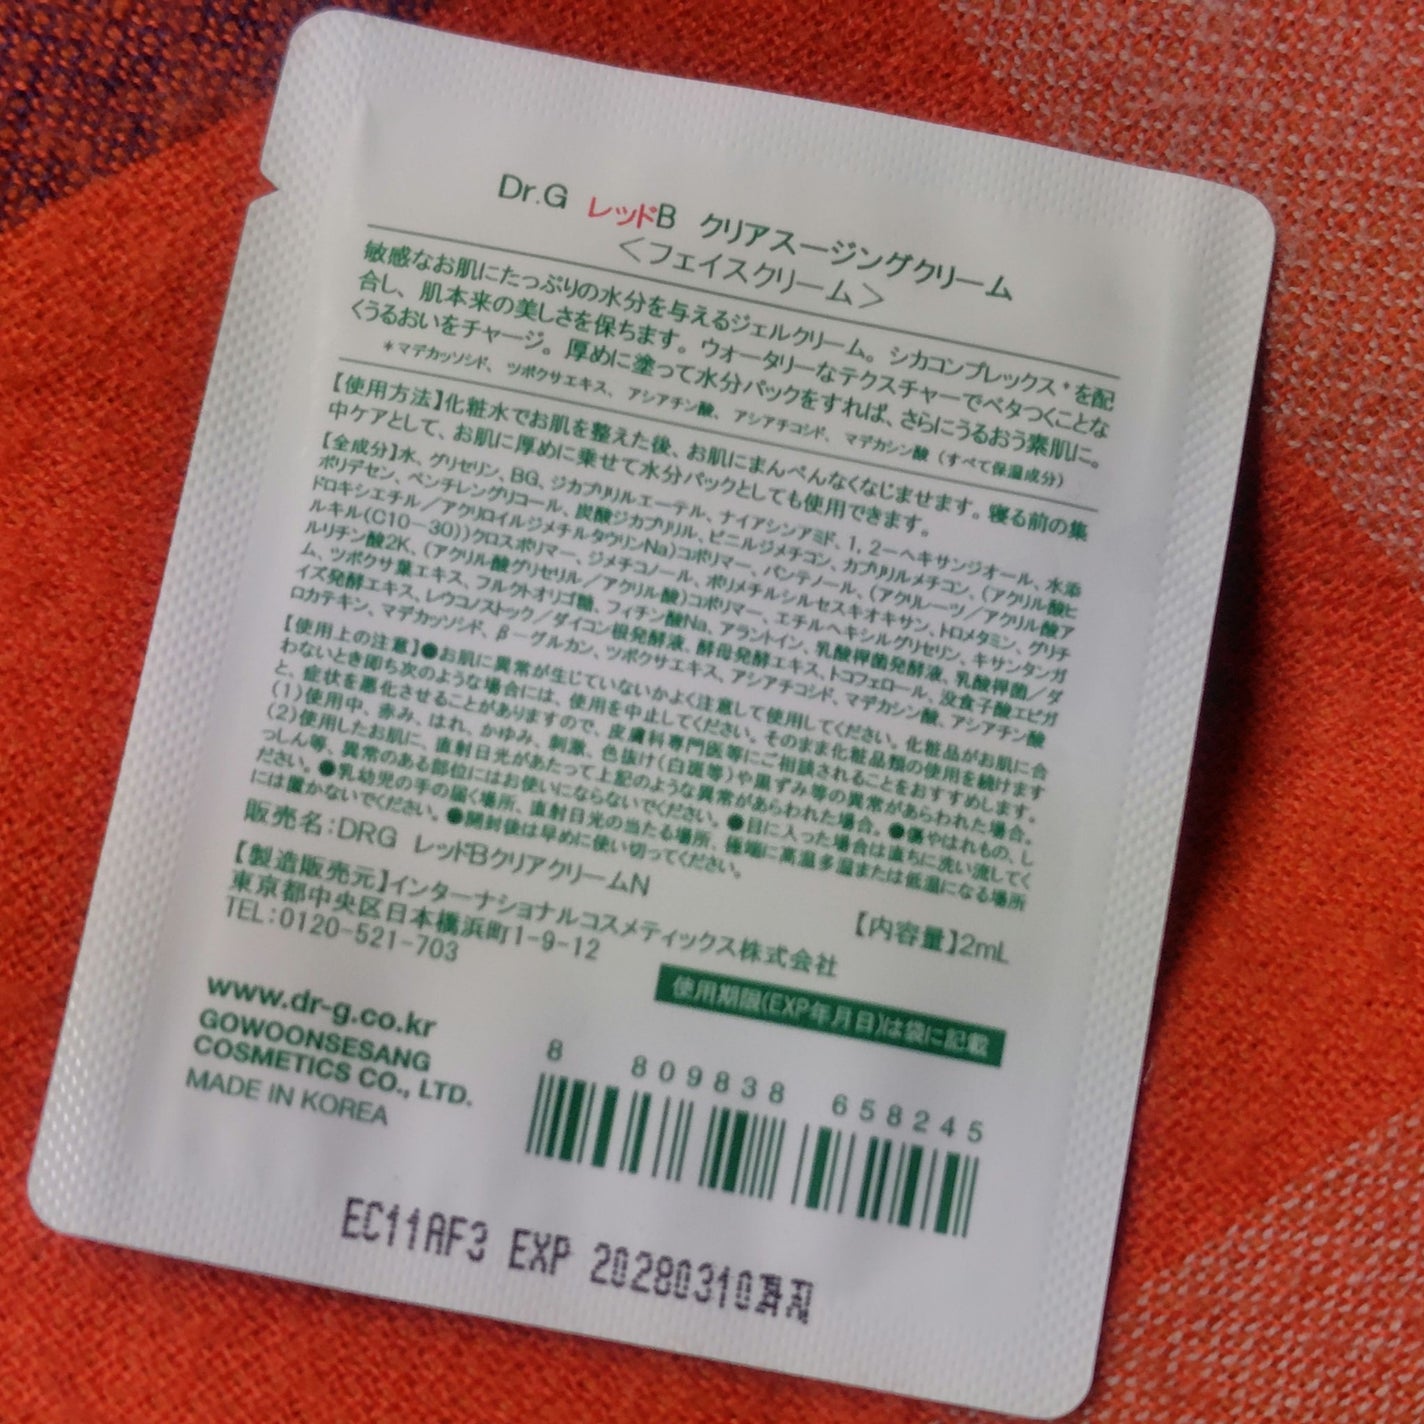 Dr.G レッドB クリアスージングクリーム
＜フェイスクリーム＞
敏感なお肌にたっぷりの水分を与えるジェルクリーム。シカコンプレックス＊を配
合し、肌本来の美しさを保ちます。ウォータリーなテクスチャーでベタつくことな
くうるおいをチャージ。厚めに塗って水分パックをすれば、さらにうるおう素肌に。
＊マデカッソシド、ツボクサエキス、アシアチン酸、アシアチコシド、マデカシン酸（すべて保湿成分）
【使用方法】化粧水でお肌を整えた後、お肌にまんべんなくなじませます。寝る前の集
中ケアとして、お肌に厚めに乗せて水分パックとしても使用できます。
【全成分】水、グリセリン、BG、ジカプリリルエーテル、ナイアシンアミド、1，2－ヘキサンジオール、水添
ポリデセン、ペンチレングリコール、炭酸ジカプリリル、ビニルジメチコン、カプリリルメチコン、（アクリル酸ヒ
ドロキシエチル／アクリロイルジメチルタウリンNa）コポリマー、パンテノール、（アクリレーツ／アクリル酸ア
ルキル（C10－30））クロスポリマー、ジメチコノール、ポリメチルシルセスキオキサン、トロメタミン、グリチ
ルリチン酸2K、（アクリル酸グリセリル／アクリル酸）コポリマー、エチルヘキシルグリセリン、キサンタンガ
ム、ツボクサ葉エキス、フルクトオリゴ糖、フィチン酸Na、アラントイン、乳酸桿菌発酵液、乳酸桿菌／ダ
イズ発酵エキス、レウコノストック／ダイコン根発酵液、酵母発酵エキス、トコフェロール、没食子酸エピガ
ロカテキン、マデカッソシド、β－グルカン、ツボクサエキス、アシアチコシド、マデカシン酸、アシアチン酸
【使用上の注意】●お肌に異常が生じていないかよく注意して使用してください。化粧品がお肌に合
わないとき即ち次のような場合には、使用を中止してください。そのまま化粧品類の使用を続けます
と、症状を悪化させることがありますので、皮膚科専門医等にご相談されることをおすすめします。
（1）使用中、赤み、はれ、かゆみ、刺激、色抜け（白斑等）や黒ずみ等の異常があらわれた場合。
（2）使用したお肌に、直射日光があたって上記のような異常があらわれた場合。●傷やはれもの、し
っしん等、異常のある部位にはお使いにならないでください。●目に入った場合は直ちに洗い流してく
ださい。●乳幼児の手の届く場所、直射日光の当たる場所、極端に高温多湿または低温になる場所
には置かないでください。●開封後は早めに使い切ってください。
販売名：DRG レッドBクリアクリームN
【内容量】2mL
【製造販売元】インターナショナルコスメティックス株式会社
東京都中央区日本橋浜町1-9-12
TEL：0120-521-703
使用期限（EXP年月日）は袋に記載
www.dr-g.co.kr
GOWOONSESANG
COSMETICS CO., LTD.
MADE IN KOREA
8 809838 658245
EC11AF3 EXP 20280310까지